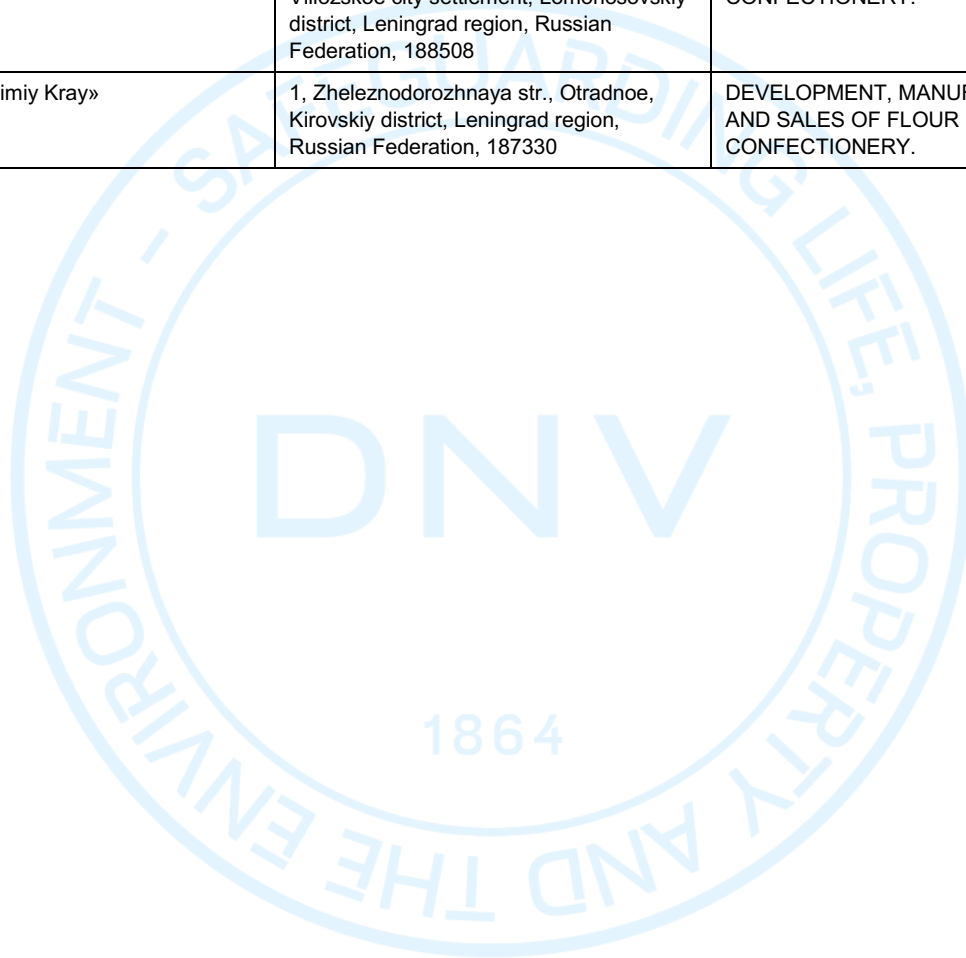 Villozskoe city settlement, Lomonosovskiy
district, Leningrad region, Russian
Federation, 188508
CONFECTIONERY.
imiy Kray»
1, Zheleznodorozhnaya str., Otradnoe,
Kirovskiy district, Leningrad region,
Russian Federation, 187330
DEVELOPMENT, MANUF
AND SALES OF FLOUR
CONFECTIONERY.
SAFEGUARDING LIFE, PROPERTY AND THE ENVIRONMENT -
DNV
1864